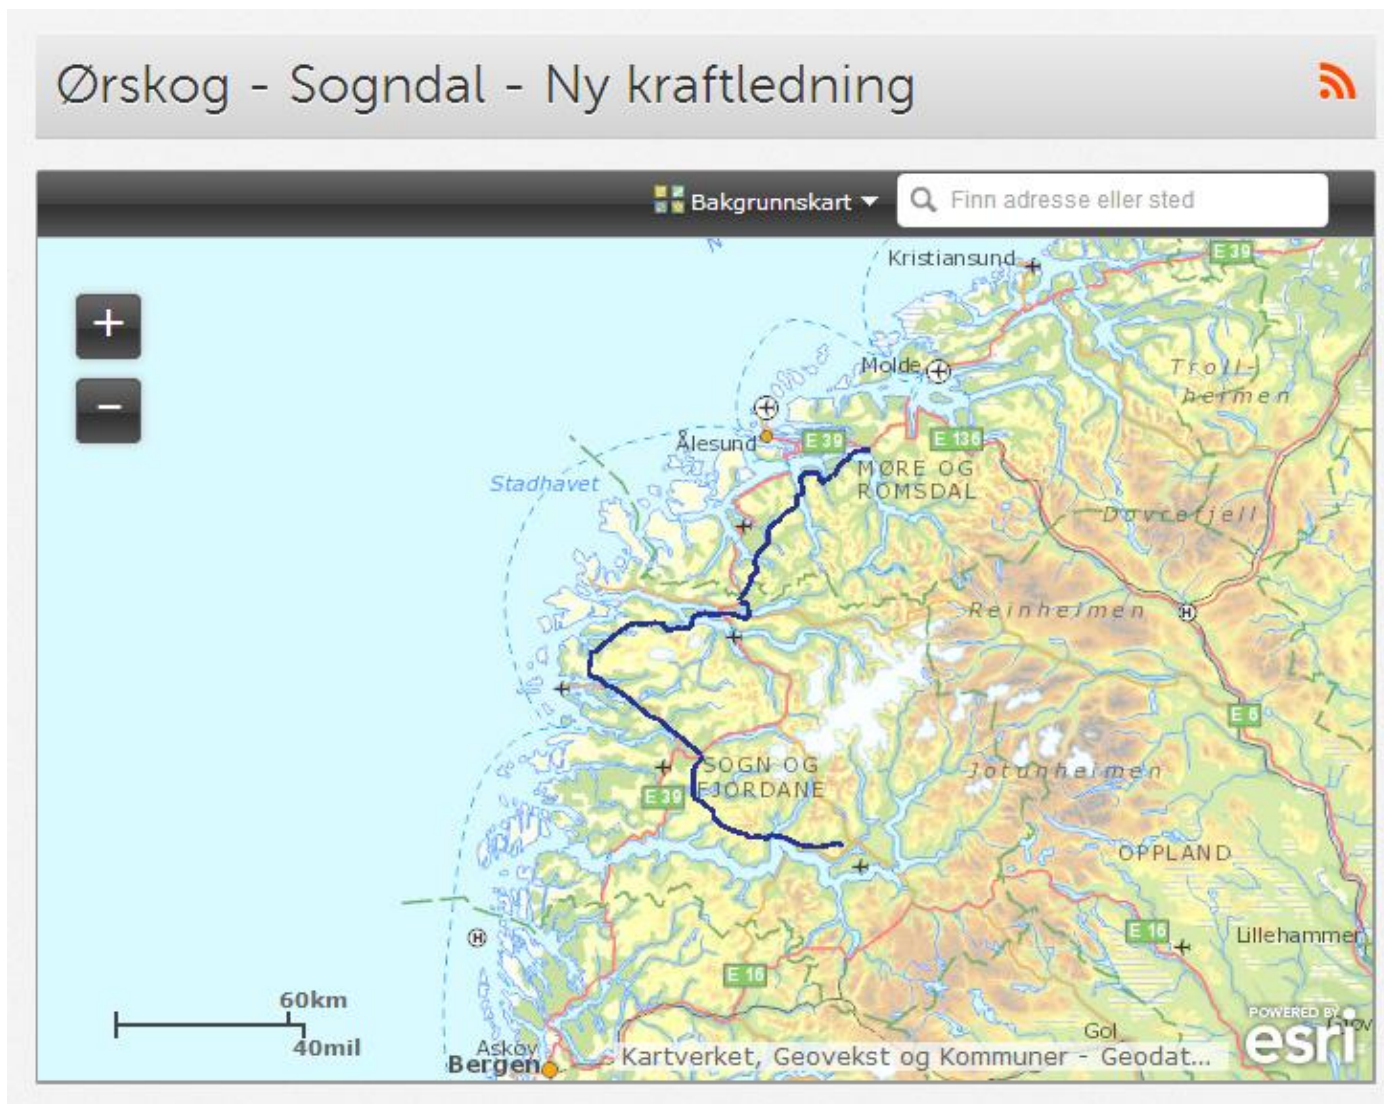 Ørskog - Sogndal - Ny kraftledning
Bakgrunnskart
Finn adresse eller sted
+
−
N
Kristiansund
E 39
Molde
Troll-
heimen
Ålesund
E 39
E 136
MØRE OG
ROMSDAL
Stadhavet
Dovrefjell
Reinheimen
H
E 6
SOGN OG
FJORDANE
Jotunheimen
E 39
OPPLAND
E 16
Lillehammer
H
E 16
60km
40mil
Gol
POWERED BY
esri
Askøy
Bergen
Kartverket, Geovekst og Kommuner - Geodat...